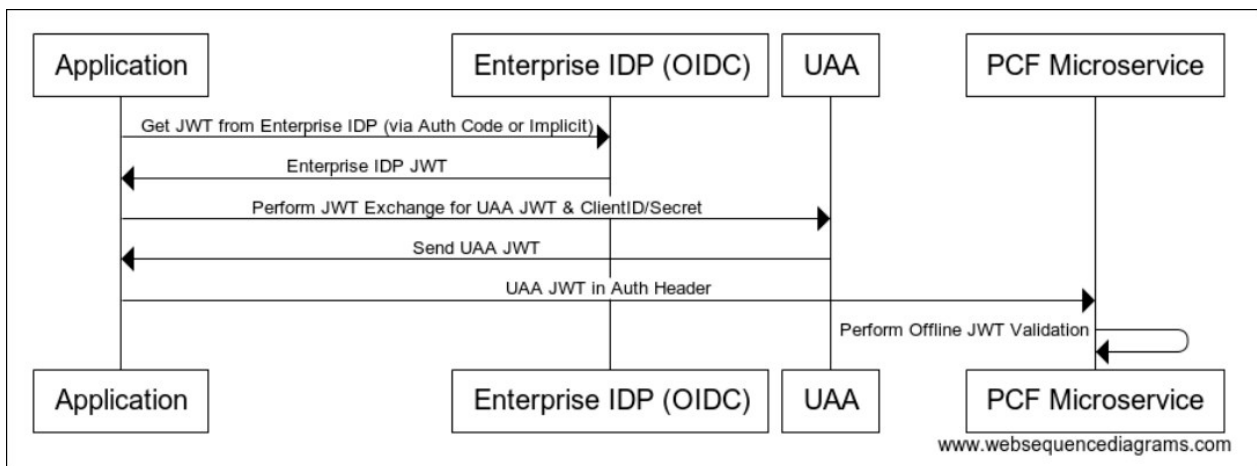 Application
Enterprise IDP (OIDC)
UAA
PCF Microservice
Get JWT from Enterprise IDP (via Auth Code or Implicit)
Enterprise IDP JWT
Perform JWT Exchange for UAA JWT & ClientID/Secret
Send UAA JWT
UAA JWT in Auth Header
Perform Offline JWT Validation
Application
Enterprise IDP (OIDC)
UAA
PCF Microservice
www.websequencediagrams.com